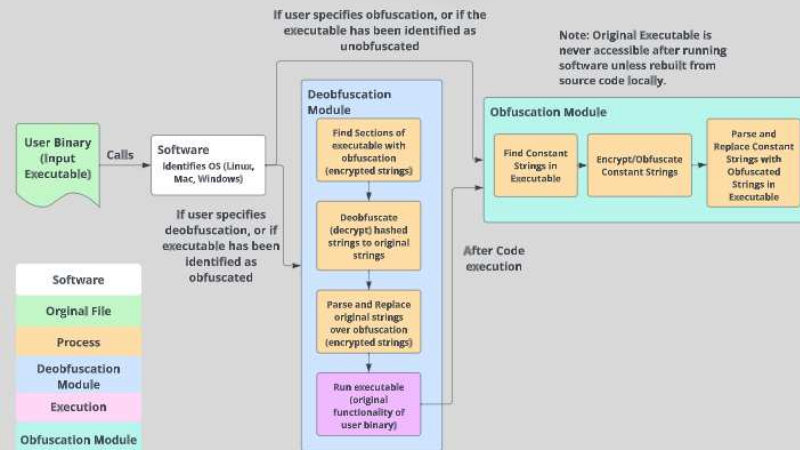 If user specifies obfuscation, or if the
executable has been identified as
unobfuscated
Note: Original Executable is
never accessible after running
software unless rebuilt from
source code locally.
User Binary
(Input
Executable)
Calls
Software
Identifies OS (Linux,
Mac, Windows)
If user specifies
deobfuscation, or if
executable has been
identified as
obfuscated
Deobfuscation
Module
Find Sections of
executable with
obfuscation
(encrypted strings)
Deobfuscate
(decrypt) hashed
strings to original
strings
Parse and Replace
original strings
over obfuscation
(encrypted strings)
Run executable
(original
functionality of
user binary)
After Code
execution
Obfuscation Module
Find Constant
Strings in
Executable
Encrypt/Obfuscate
Constant Strings
Parse and
Replace Constant
Strings with
Obfuscated
Strings in
Executable
Software
Orginal File
Process
Deobfuscation
Module
Execution
Obfuscation Module